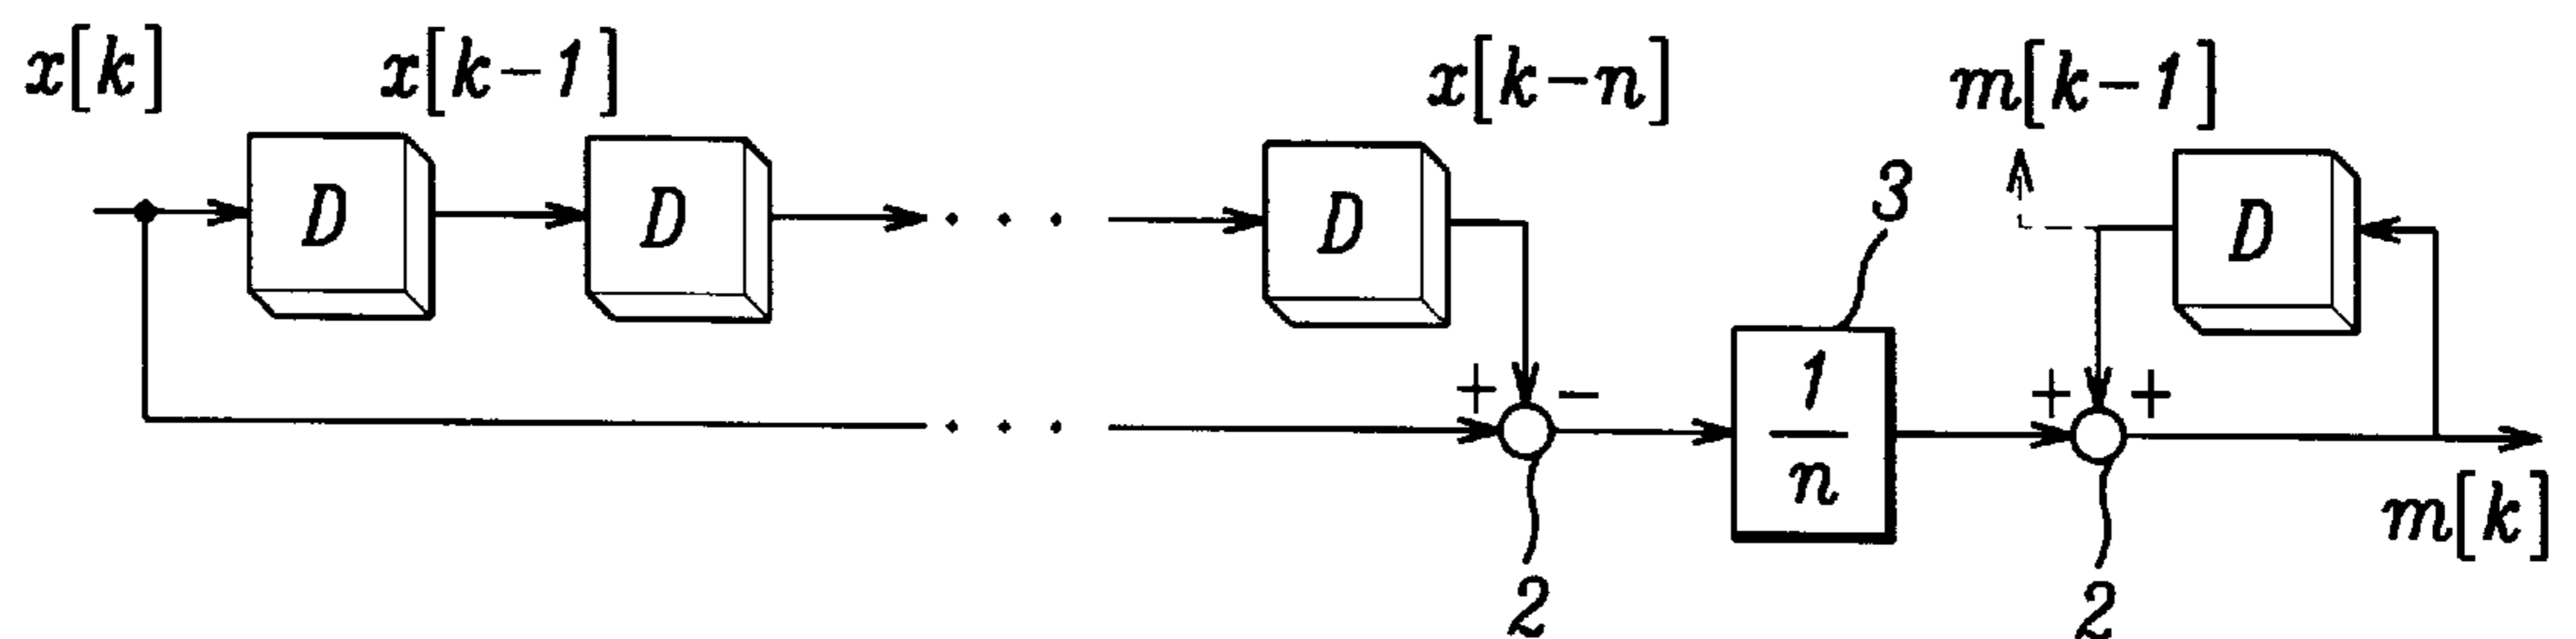 x[k] x[k-1] x[k-n] m[k-1]
D D D D
3
+ - + +
1
n
m[k]
2 2